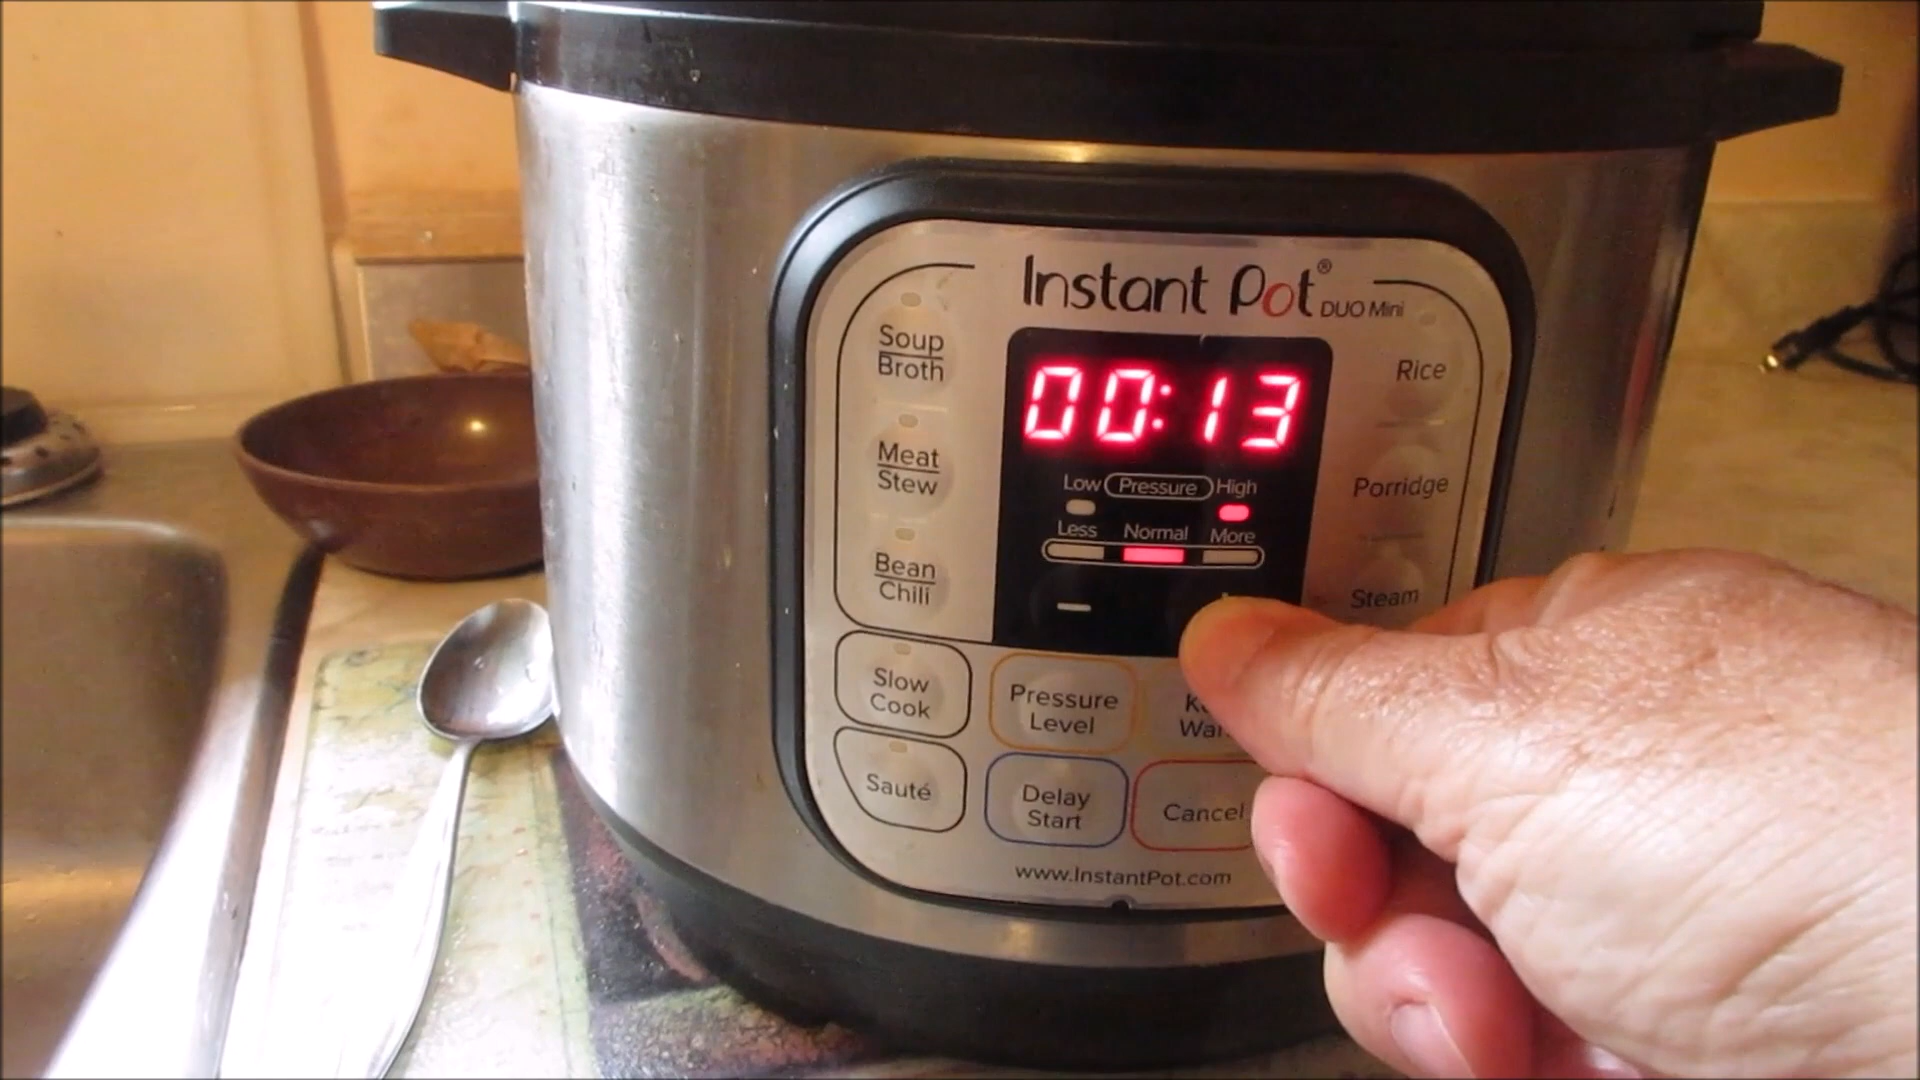 Instant Pot® DUO Mini
00:13
Low Pressure High
Less Normal More
−
Soup
Broth
Meat
Stew
Bean
Chili
Slow
Cook
Sauté
Rice
Porridge
Steam
Pressure
Level
Delay
Start
Cancel
www.InstantPot.com